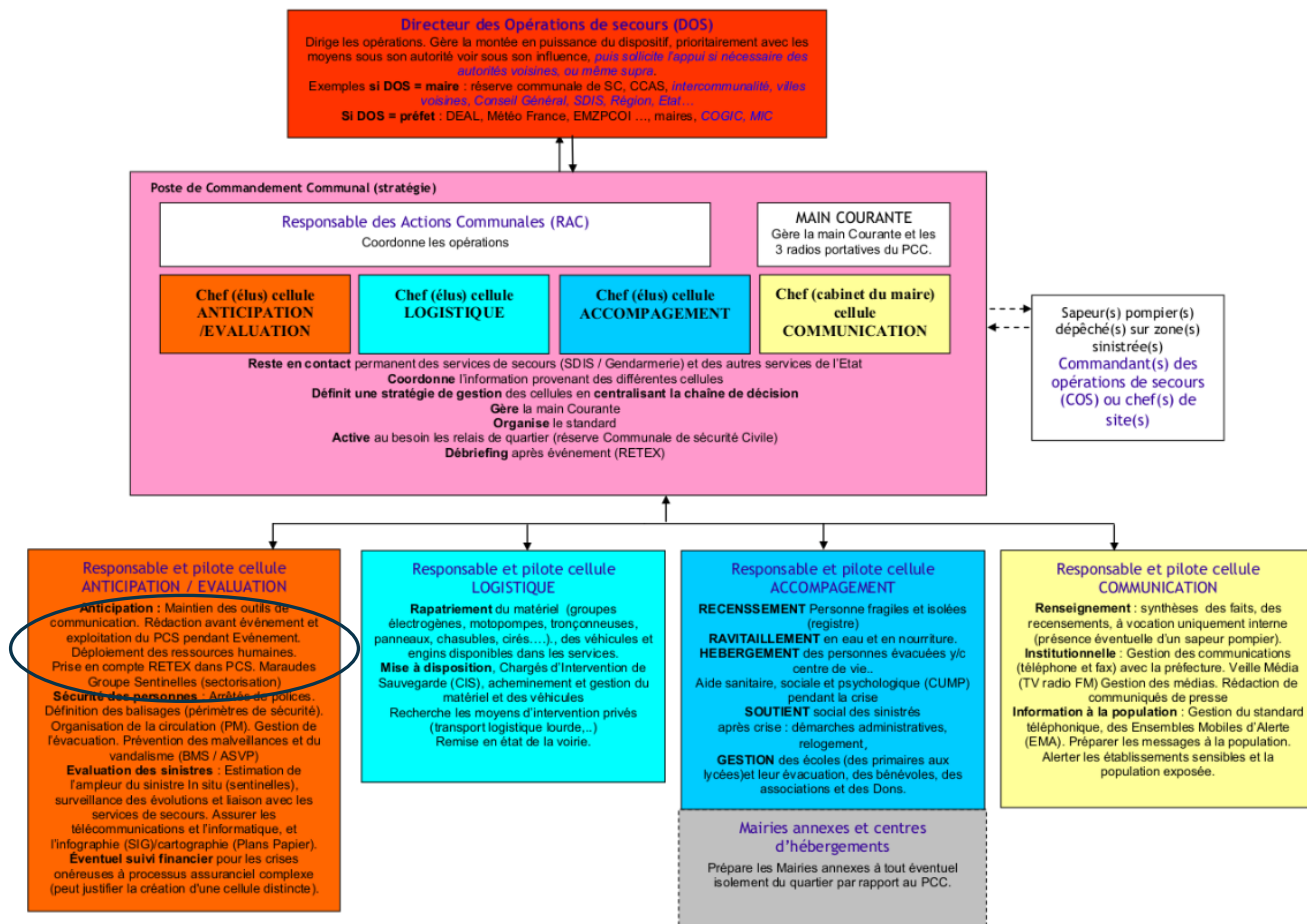 Directeur des Opérations de secours (DOS)
Dirige les opérations. Gère la montée en puissance du dispositif, prioritairement avec les
moyens sous son autorité voir sous son influence, puis sollicite l'appui si nécessaire des
autorités voisines, ou même supra.
Exemples si DOS = maire : réserve communale de SC, CCAS, intercommunalité, villes
voisines, Conseil Général, SDIS, Région, Etat…
Si DOS = préfet : DEAL, Météo France, EMZPCOI …, maires, COGIC, MIC
Poste de Commandement Communal (stratégie)
Responsable des Actions Communales (RAC)
Coordonne les opérations
MAIN COURANTE
Gère la main Courante et les
3 radios portatives du PCC.
Chef (élus) cellule
ANTICIPATION
/EVALUATION
Chef (élus) cellule
LOGISTIQUE
Chef (élus) cellule
ACCOMPAGEMENT
Chef (cabinet du maire)
cellule
COMMUNICATION
Reste en contact permanent des services de secours (SDIS / Gendarmerie) et des autres services de l'Etat
Coordonne l'information provenant des différentes cellules
Définit une stratégie de gestion des cellules en centralisant la chaîne de décision
Gère la main Courante
Organise le standard
Active au besoin les relais de quartier (réserve Communale de sécurité Civile)
Débriefing après événement (RETEX)
Sapeur(s) pompier(s)
dépêché(s) sur zone(s)
sinistrée(s)
Commandant(s) des
opérations de secours
(COS) ou chef(s) de
site(s)
Responsable et pilote cellule
ANTICIPATION / EVALUATION
Anticipation : Maintien des outils de
communication. Rédaction avant événement et
exploitation du PCS pendant Evénement.
Déploiement des ressources humaines.
Prise en compte RETEX dans PCS. Maraudes
Groupe Sentinelles (sectorisation)
Sécurité des personnes : Arrêtés de polices.
Définition des balisages (périmètres de sécurité).
Organisation de la circulation (PM). Gestion de
l'évacuation. Prévention des malveillances et du
vandalisme (BMS / ASVP)
Evaluation des sinistres : Estimation de
l'ampleur du sinistre In situ (sentinelles),
surveillance des évolutions et liaison avec les
services de secours. Assurer les
télécommunications et l'informatique, et
l'infographie (SIG)/cartographie (Plans Papier).
Éventuel suivi financier pour les crises
onéreuses à processus assuranciel complexe
(peut justifier la création d'une cellule distincte).
Responsable et pilote cellule
LOGISTIQUE
Rapatriement du matériel (groupes
électrogènes, motopompes, tronçonneuses,
panneaux, chasubles, cirés….)., des véhicules et
engins disponibles dans les services.
Mise à disposition, Chargés d'Intervention de
Sauvegarde (CIS), acheminement et gestion du
matériel et des véhicules
Recherche les moyens d'intervention privés
(transport logistique lourde,..)
Remise en état de la voirie.
Responsable et pilote cellule
ACCOMPAGEMENT
RECENSSEMENT Personne fragiles et isolées
(registre)
RAVITAILLEMENT en eau et en nourriture.
HEBERGEMENT des personnes évacuées y/c
centre de vie..
Aide sanitaire, sociale et psychologique (CUMP)
pendant la crise
SOUTIENT social des sinistrés
après crise : démarches administratives,
relogement,
GESTION des écoles (des primaires aux
lycées)et leur évacuation, des bénévoles, des
associations et des Dons.
Mairies annexes et centres
d'hébergements
Prépare les Mairies annexes à tout éventuel
isolement du quartier par rapport au PCC.
Responsable et pilote cellule
COMMUNICATION
Renseignement : synthèses des faits, des
recensements, à vocation uniquement interne
(présence éventuelle d'un sapeur pompier).
Institutionnelle : Gestion des communications
(téléphone et fax) avec la préfecture. Veille Média
(TV radio FM) Gestion des médias. Rédaction de
communiqués de presse
Information à la population : Gestion du standard
téléphonique, des Ensembles Mobiles d'Alerte
(EMA). Préparer les messages à la population.
Alerter les établissements sensibles et la
population exposée.